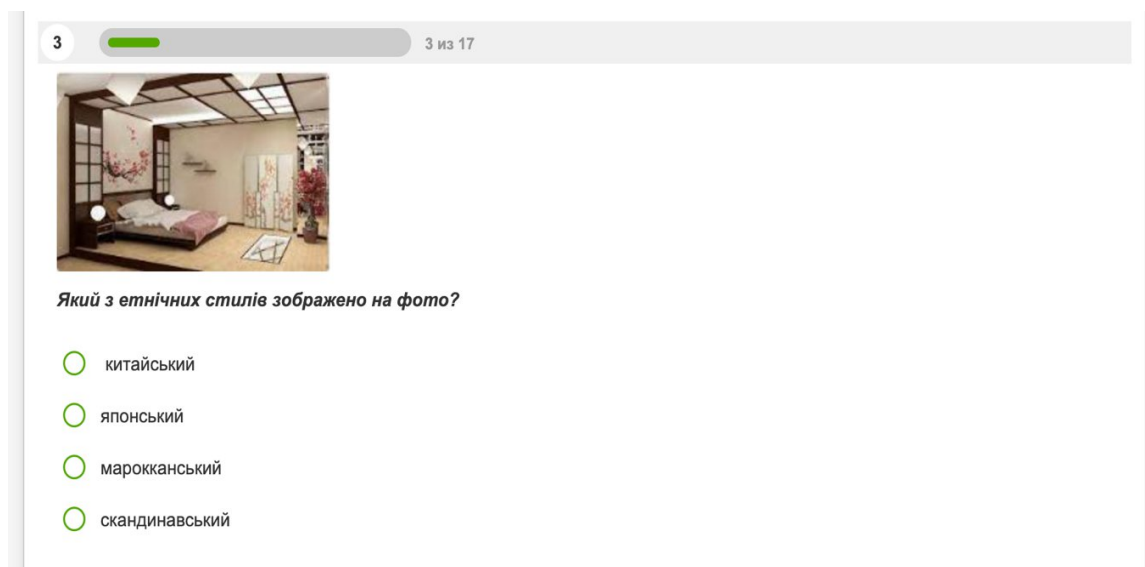 3
3 из 17
Який з етнічних стилів зображено на фото?
китайський
японський
марокканський
скандинавський